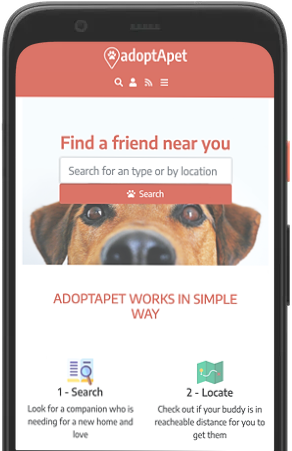 adoptApet
Find a friend near you
Search for an type or by location
Search
ADOPTAPET WORKS IN SIMPLE
WAY
1 - Search
Look for a companion who is
needing for a new home and
love
2 - Locate
Check out if your buddy is in
reacheable distance for you to
get them